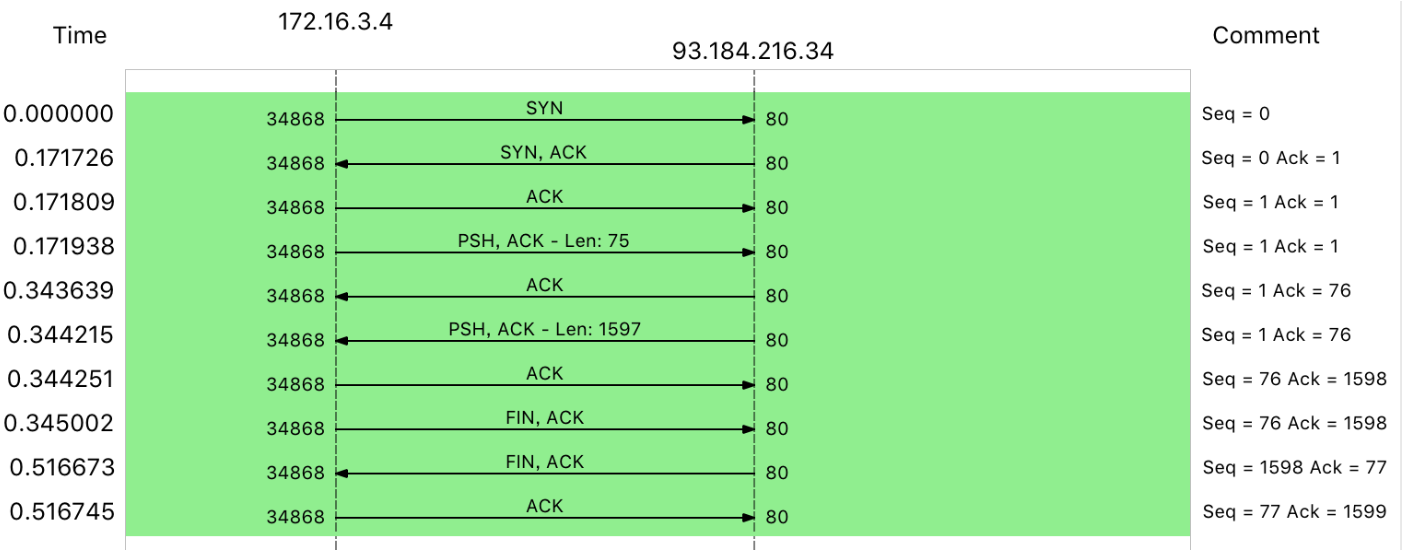 Time 172.16.3.4 93.184.216.34 Comment
0.000000 34868 SYN 80 Seq = 0
0.171726 34868 SYN, ACK 80 Seq = 0 Ack = 1
0.171809 34868 ACK 80 Seq = 1 Ack = 1
0.171938 34868 PSH, ACK - Len: 75 80 Seq = 1 Ack = 1
0.343639 34868 ACK 80 Seq = 1 Ack = 76
0.344215 34868 PSH, ACK - Len: 1597 80 Seq = 1 Ack = 76
0.344251 34868 ACK 80 Seq = 76 Ack = 1598
0.345002 34868 FIN, ACK 80 Seq = 76 Ack = 1598
0.516673 34868 FIN, ACK 80 Seq = 1598 Ack = 77
0.516745 34868 ACK 80 Seq = 77 Ack = 1599